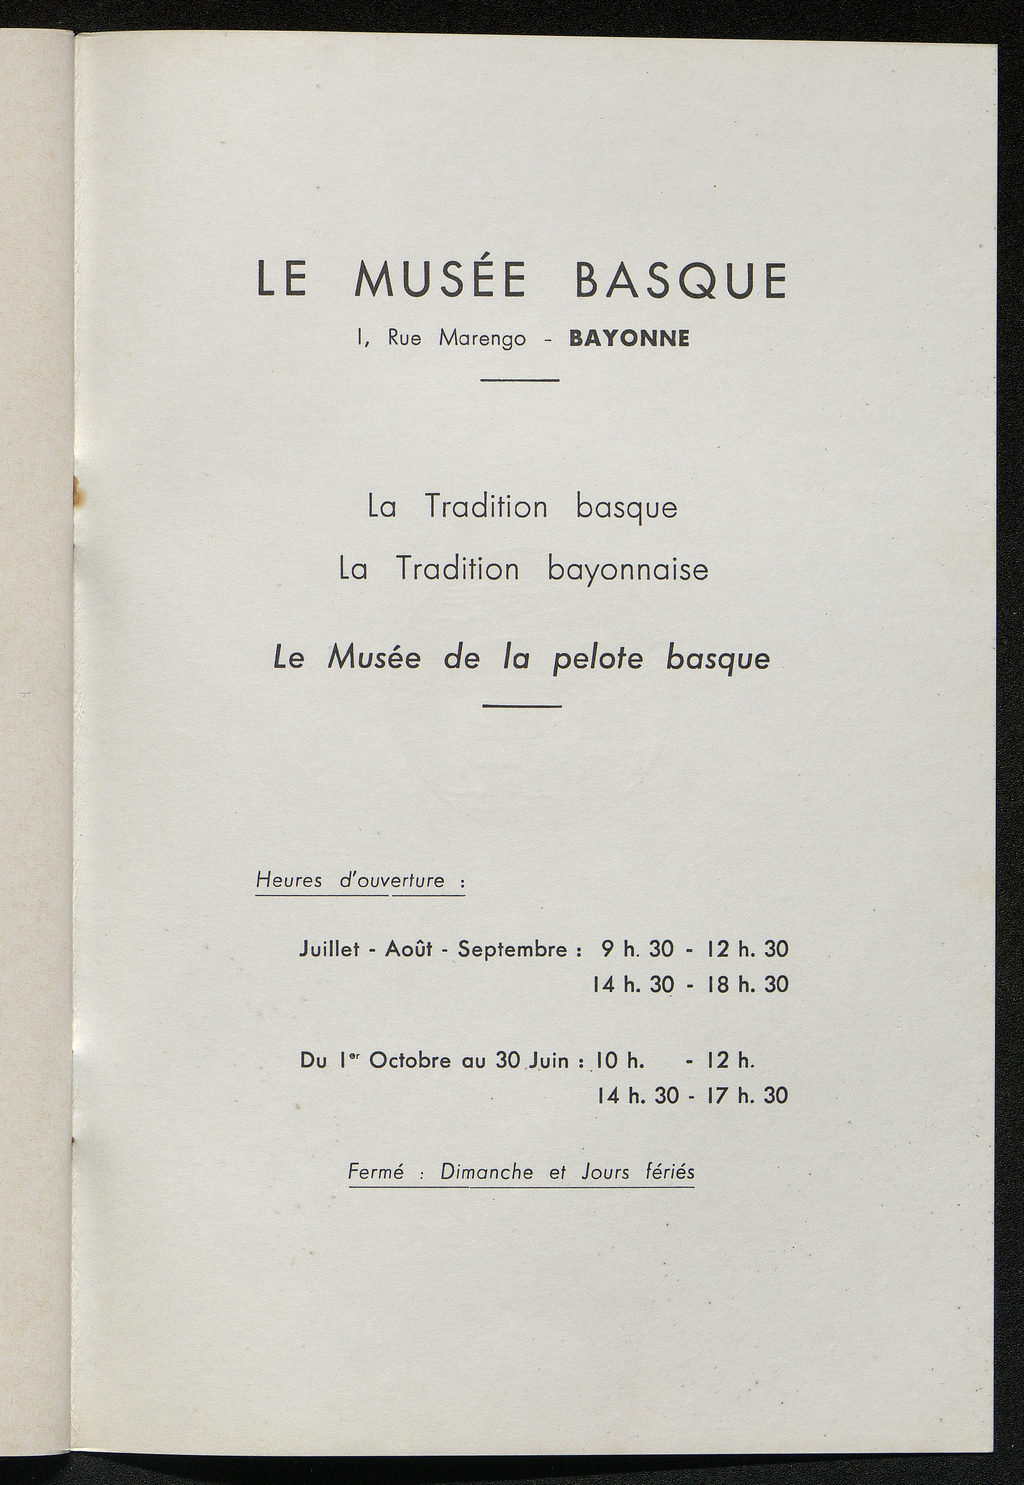 LE MUSÉE BASQUE
1, Rue Marengo - BAYONNE
La Tradition basque
La Tradition bayonnaise
Le Musée de la pelote basque
Heures d'ouverture :
Juillet - Août - Septembre : 9 h. 30 - 12 h. 30
14 h. 30 - 18 h. 30
Du 1er Octobre au 30 Juin : 10 h. - 12 h.
14 h. 30 - 17 h. 30
Fermé : Dimanche et Jours fériés